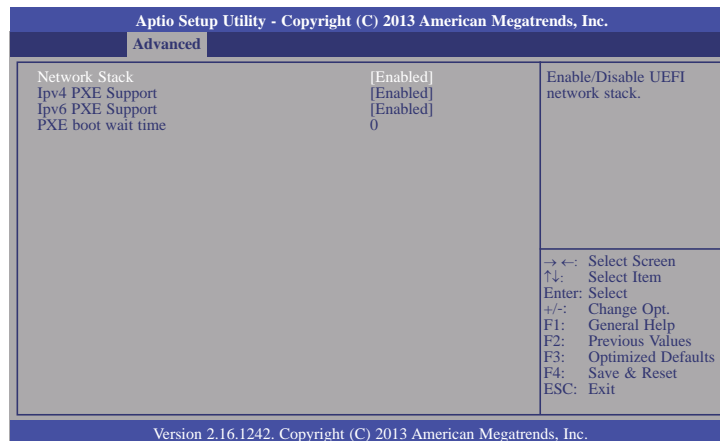 Aptio Setup Utility - Copyright (C) 2013 American Megatrends, Inc.
Advanced
Network Stack [Enabled]
Ipv4 PXE Support [Enabled]
Ipv6 PXE Support [Enabled]
PXE boot wait time 0
Enable/Disable UEFI
network stack.
→ ←: Select Screen
↑↓: Select Item
Enter: Select
+/-: Change Opt.
F1: General Help
F2: Previous Values
F3: Optimized Defaults
F4: Save & Reset
ESC: Exit
Version 2.16.1242. Copyright (C) 2013 American Megatrends, Inc.